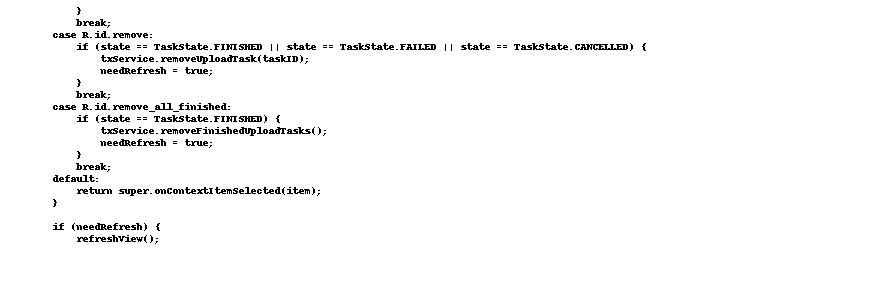 }
        break;
    case R.id.remove:
        if (state == TaskState.FINISHED || state == TaskState.FAILED || state == TaskState.CANCELLED) {
            txService.removeUploadTask(taskID);
            needRefresh = true;
        }
        break;
    case R.id.remove_all_finished:
        if (state == TaskState.FINISHED) {
            txService.removeFinishedUploadTasks();
            needRefresh = true;
        }
        break;
    default:
        return super.onContextItemSelected(item);
    }

    if (needRefresh) {
        refreshView();